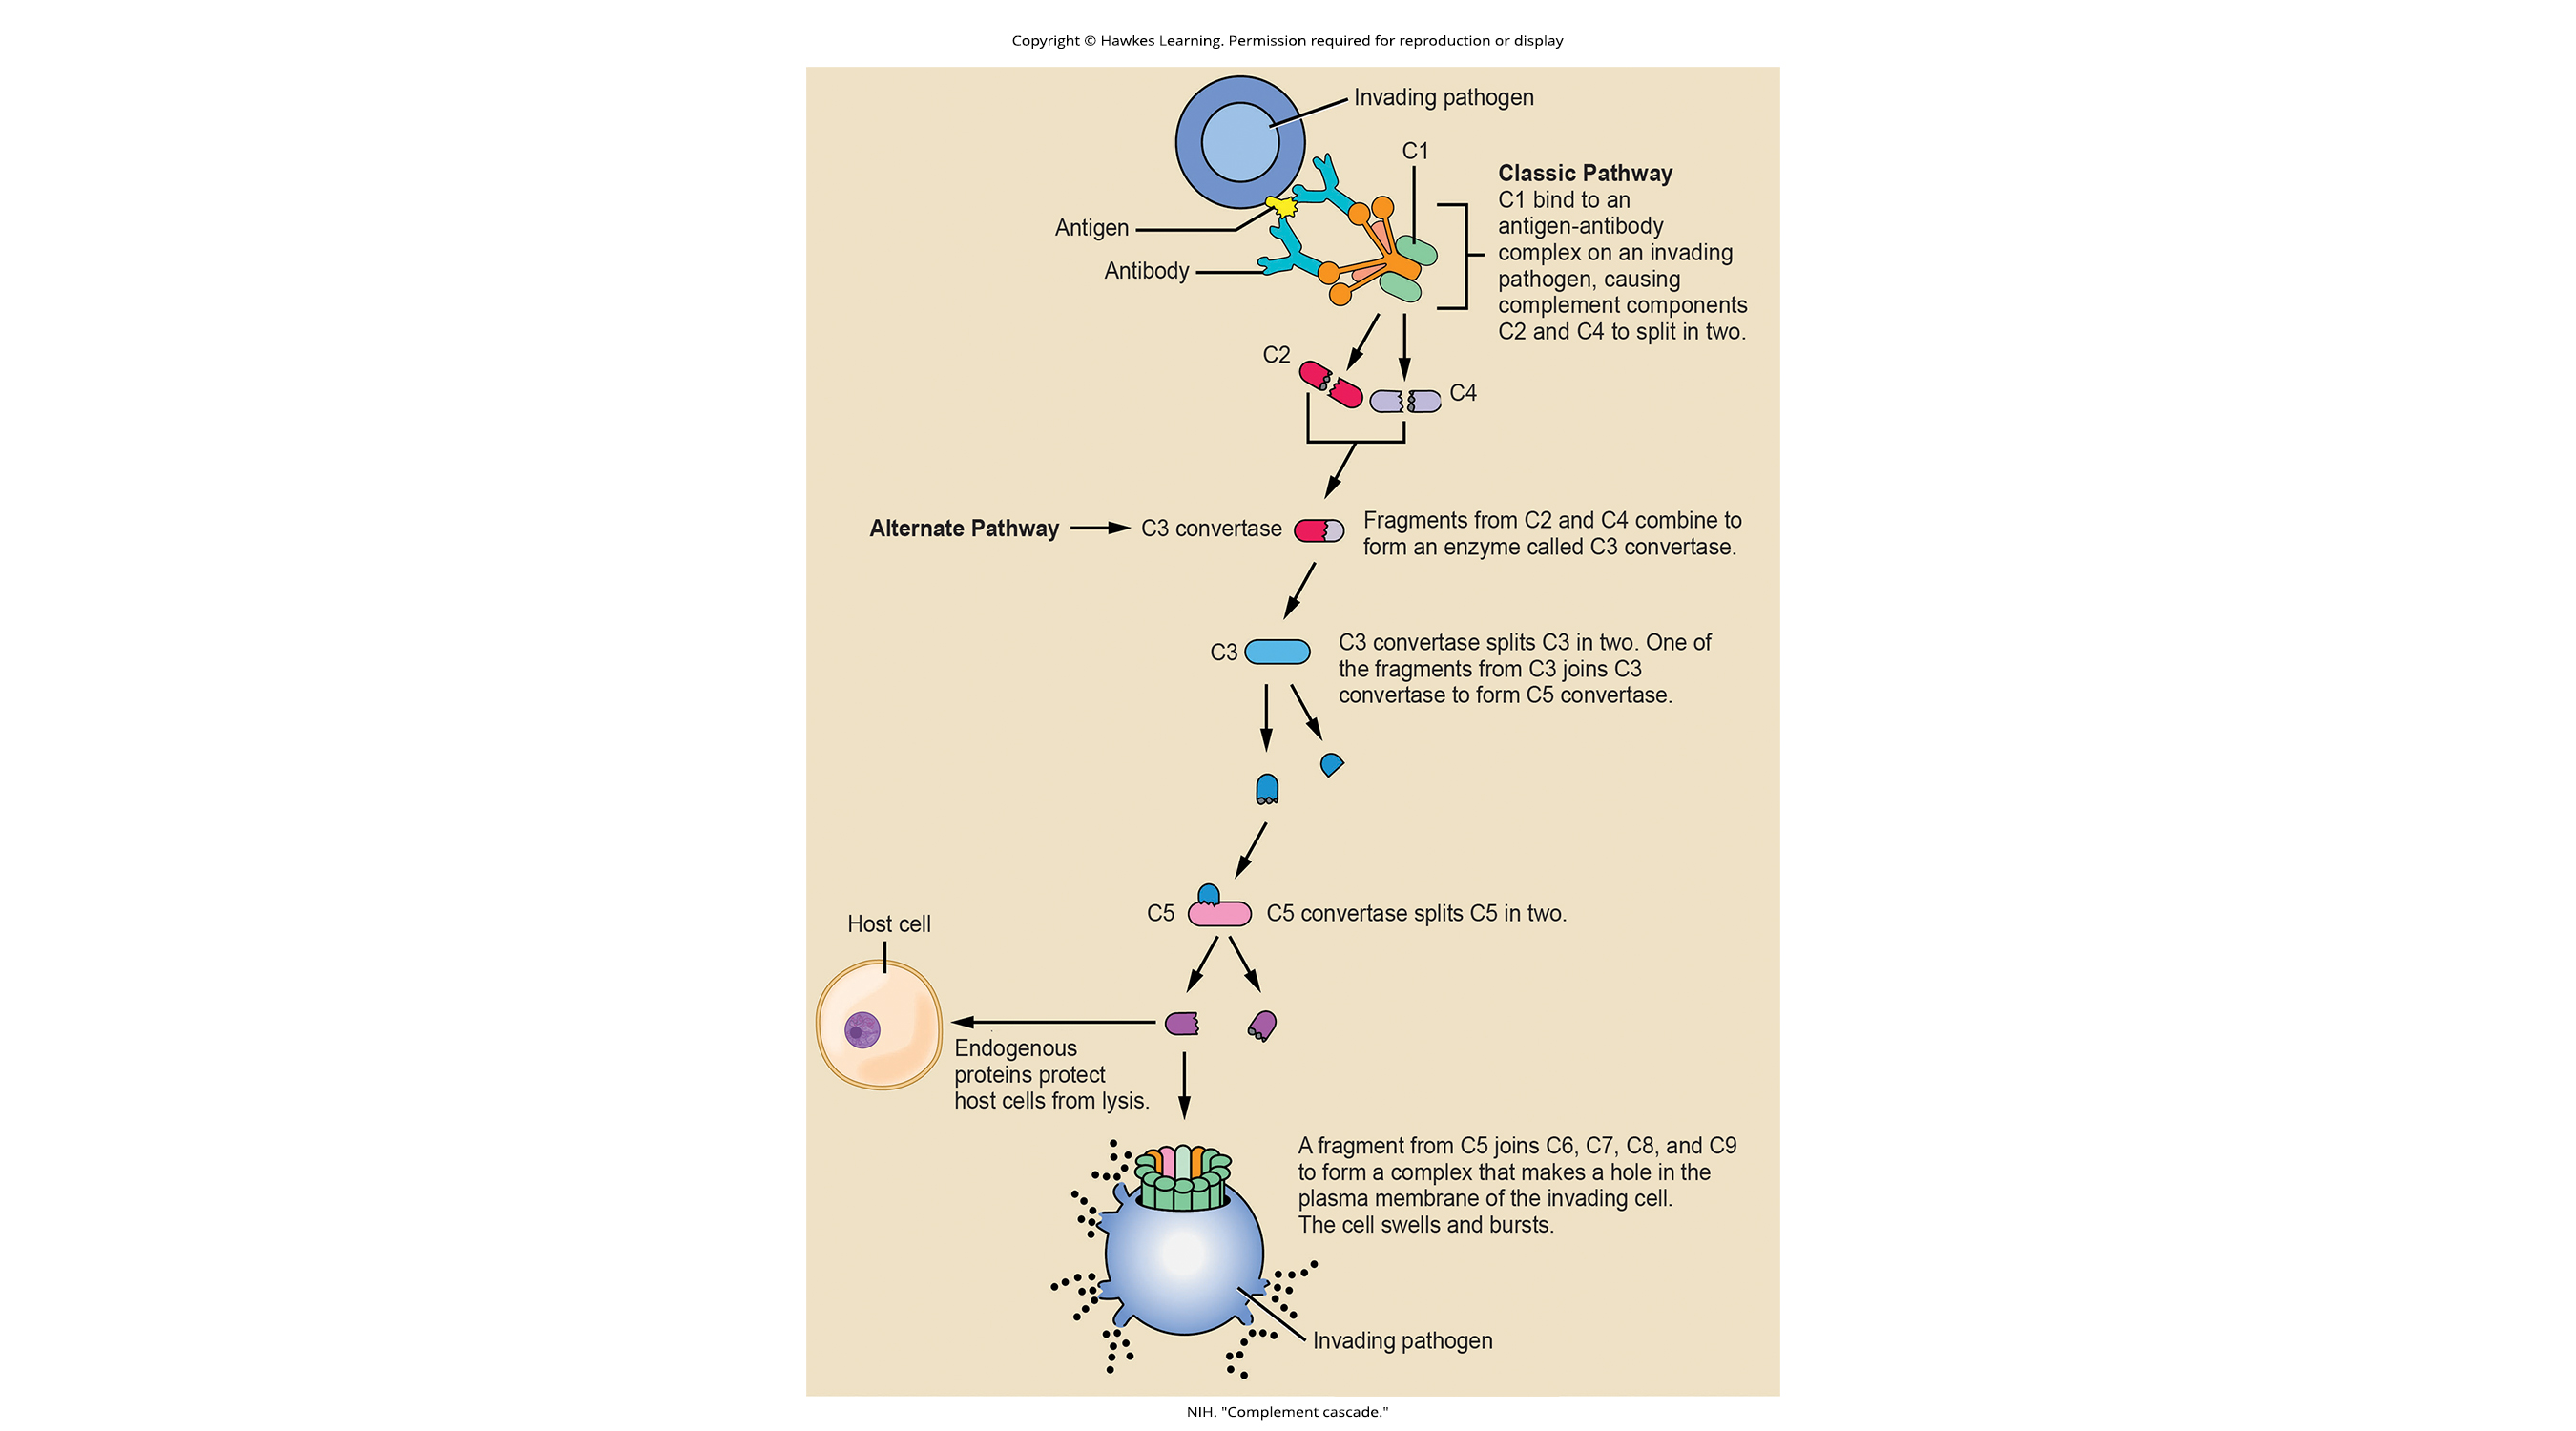 Copyright © Hawkes Learning. Permission required for reproduction or display
Invading pathogen
C1
Classic Pathway
C1 bind to an
antigen-antibody
complex on an invading
pathogen, causing
complement components
C2 and C4 to split in two.
Antigen
Antibody
C2
C4
Alternate Pathway
C3 convertase
Fragments from C2 and C4 combine to
form an enzyme called C3 convertase.
C3
C3 convertase splits C3 in two. One of
the fragments from C3 joins C3
convertase to form C5 convertase.
C5
C5 convertase splits C5 in two.
Host cell
Endogenous
proteins protect
host cells from lysis.
A fragment from C5 joins C6, C7, C8, and C9
to form a complex that makes a hole in the
plasma membrane of the invading cell.
The cell swells and bursts.
Invading pathogen
NIH. "Complement cascade."